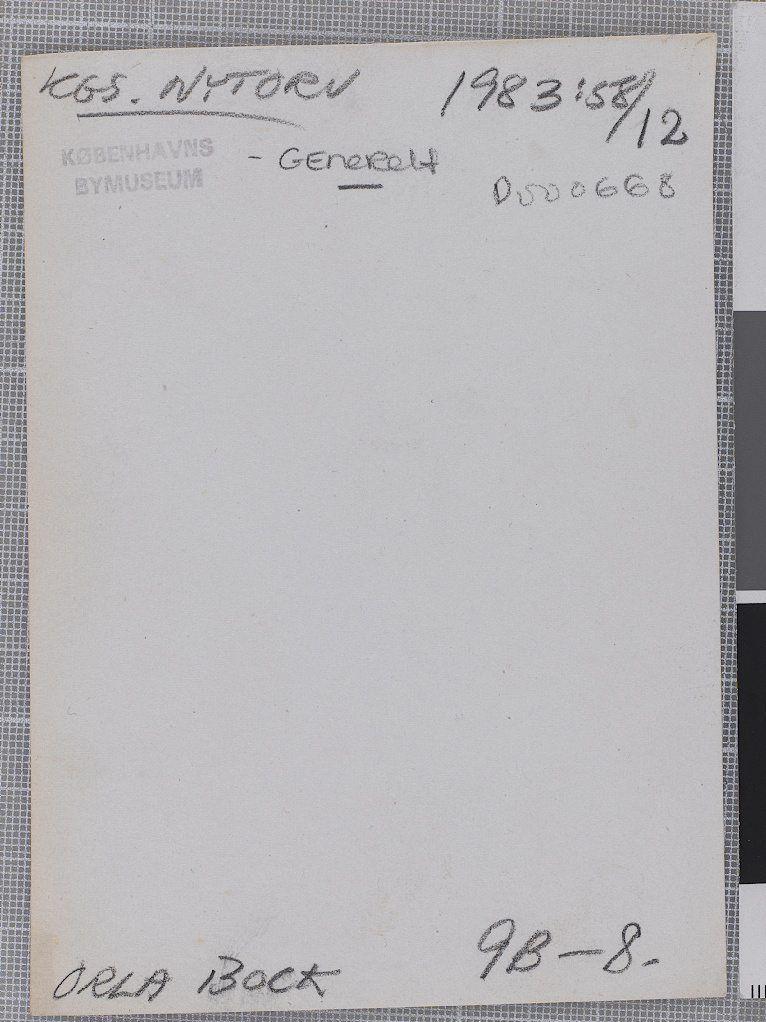 KGS. NYTORV
1983:58/12
KØBENHAVNS
BYMUSEUM
- GENERELT
D000668
ORLA BOCK
9B-8.